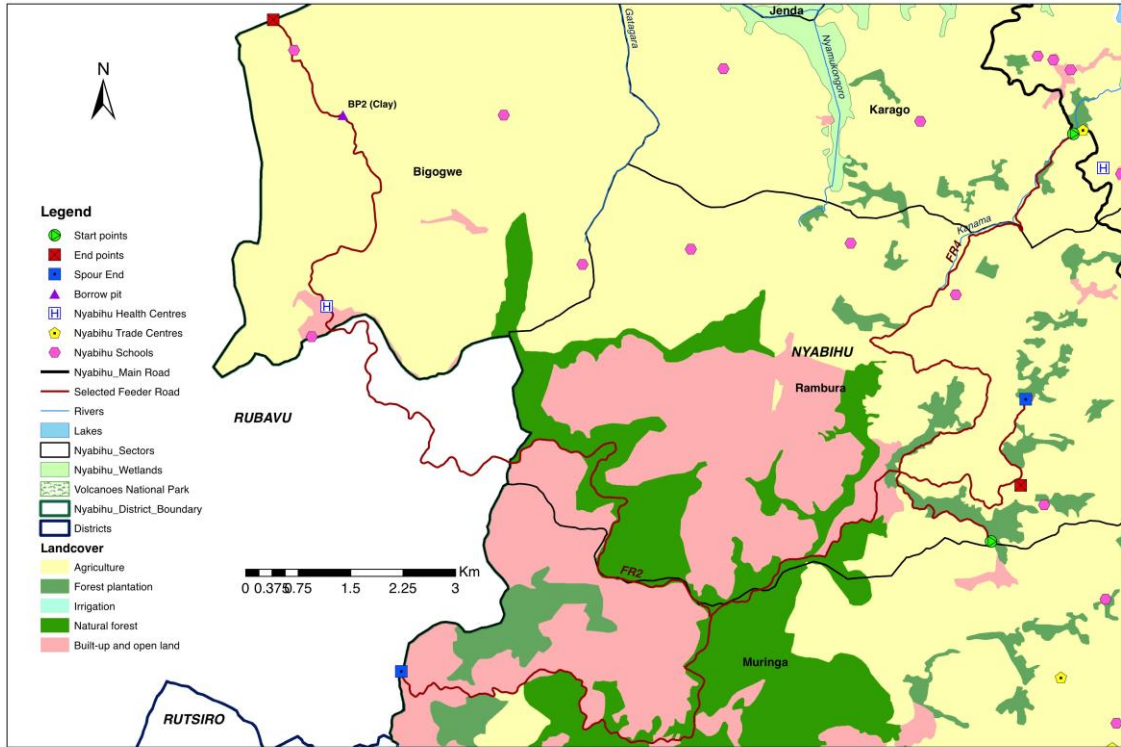 Jenda
Gatagara
Nyamukongoro
N
BP2 (Clay)
Karago
Bigogwe
Kanama
FR4
Legend
Start points
End points
Spour End
Borrow pit
Nyabihu Health Centres
Nyabihu Trade Centres
Nyabihu Schools
Nyabihu_Main Road
Selected Feeder Road
Rivers
Lakes
Nyabihu_Sectors
Nyabihu_Wetlands
Volcanoes National Park
Nyabihu_District_Boundary
Districts
Landcover
Agriculture
Forest plantation
Irrigation
Natural forest
Built-up and open land
H
H
H
NYABIHU
Rambura
RUBAVU
Km
0 0.375 0.75 1.5 2.25 3
FR2
Muringa
RUTSIRO